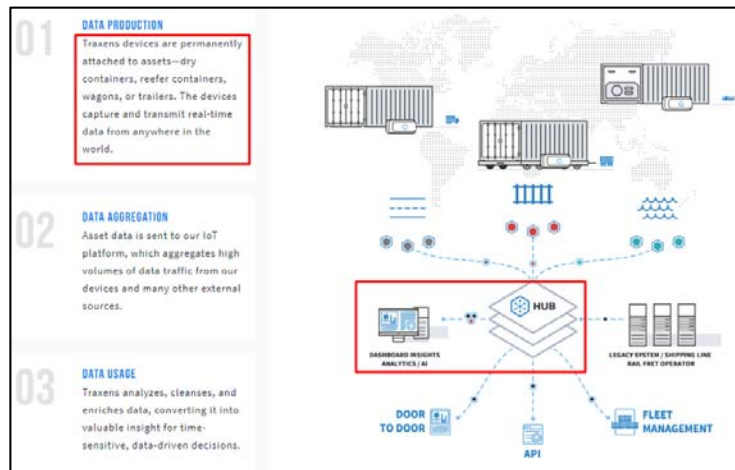 01
DATA PRODUCTION
Traxens devices are permanently
attached to assets—dry
containers, reefer containers,
wagons, or trailers. The devices
capture and transmit real-time
data from anywhere in the
world.
02
DATA AGGREGATION
Asset data is sent to our IoT
platform, which aggregates high
volumes of data traffic from our
devices and many other external
sources.
03
DATA USAGE
Traxens analyzes, cleanses, and
enriches data, converting it into
valuable insight for time-
sensitive, data-driven decisions.
HUB
DASHBOARD INSIGHTS
ANALYTICS / AI
LEGACY SYSTEM / SHIPPING LINE
RAIL FRET OPERATOR
DOOR
TO DOOR
API
FLEET
MANAGEMENT